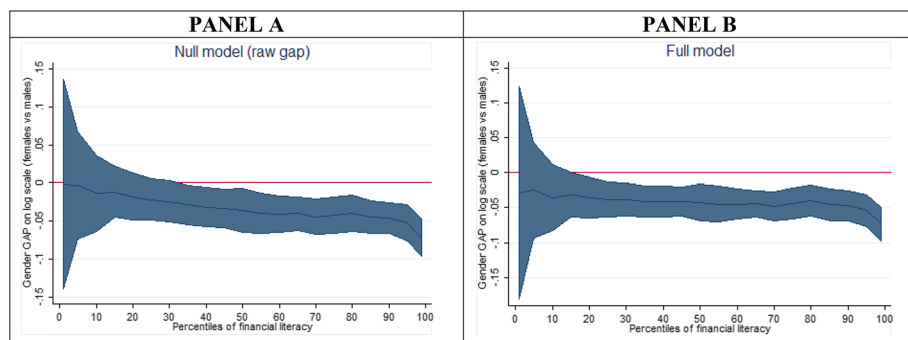 PANEL A
PANEL B
Null model (raw gap)
Gender GAP on log scale (females vs males)
.15
.1
.05
0
-.05
-.1
-.15
0 10 20 30 40 50 60 70 80 90 100
Percentiles of financial literacy
Full model
Gender GAP on log scale (females vs males)
.15
.1
.05
0
-.05
-.1
-.15
0 10 20 30 40 50 60 70 80 90 100
Percentiles of financial literacy